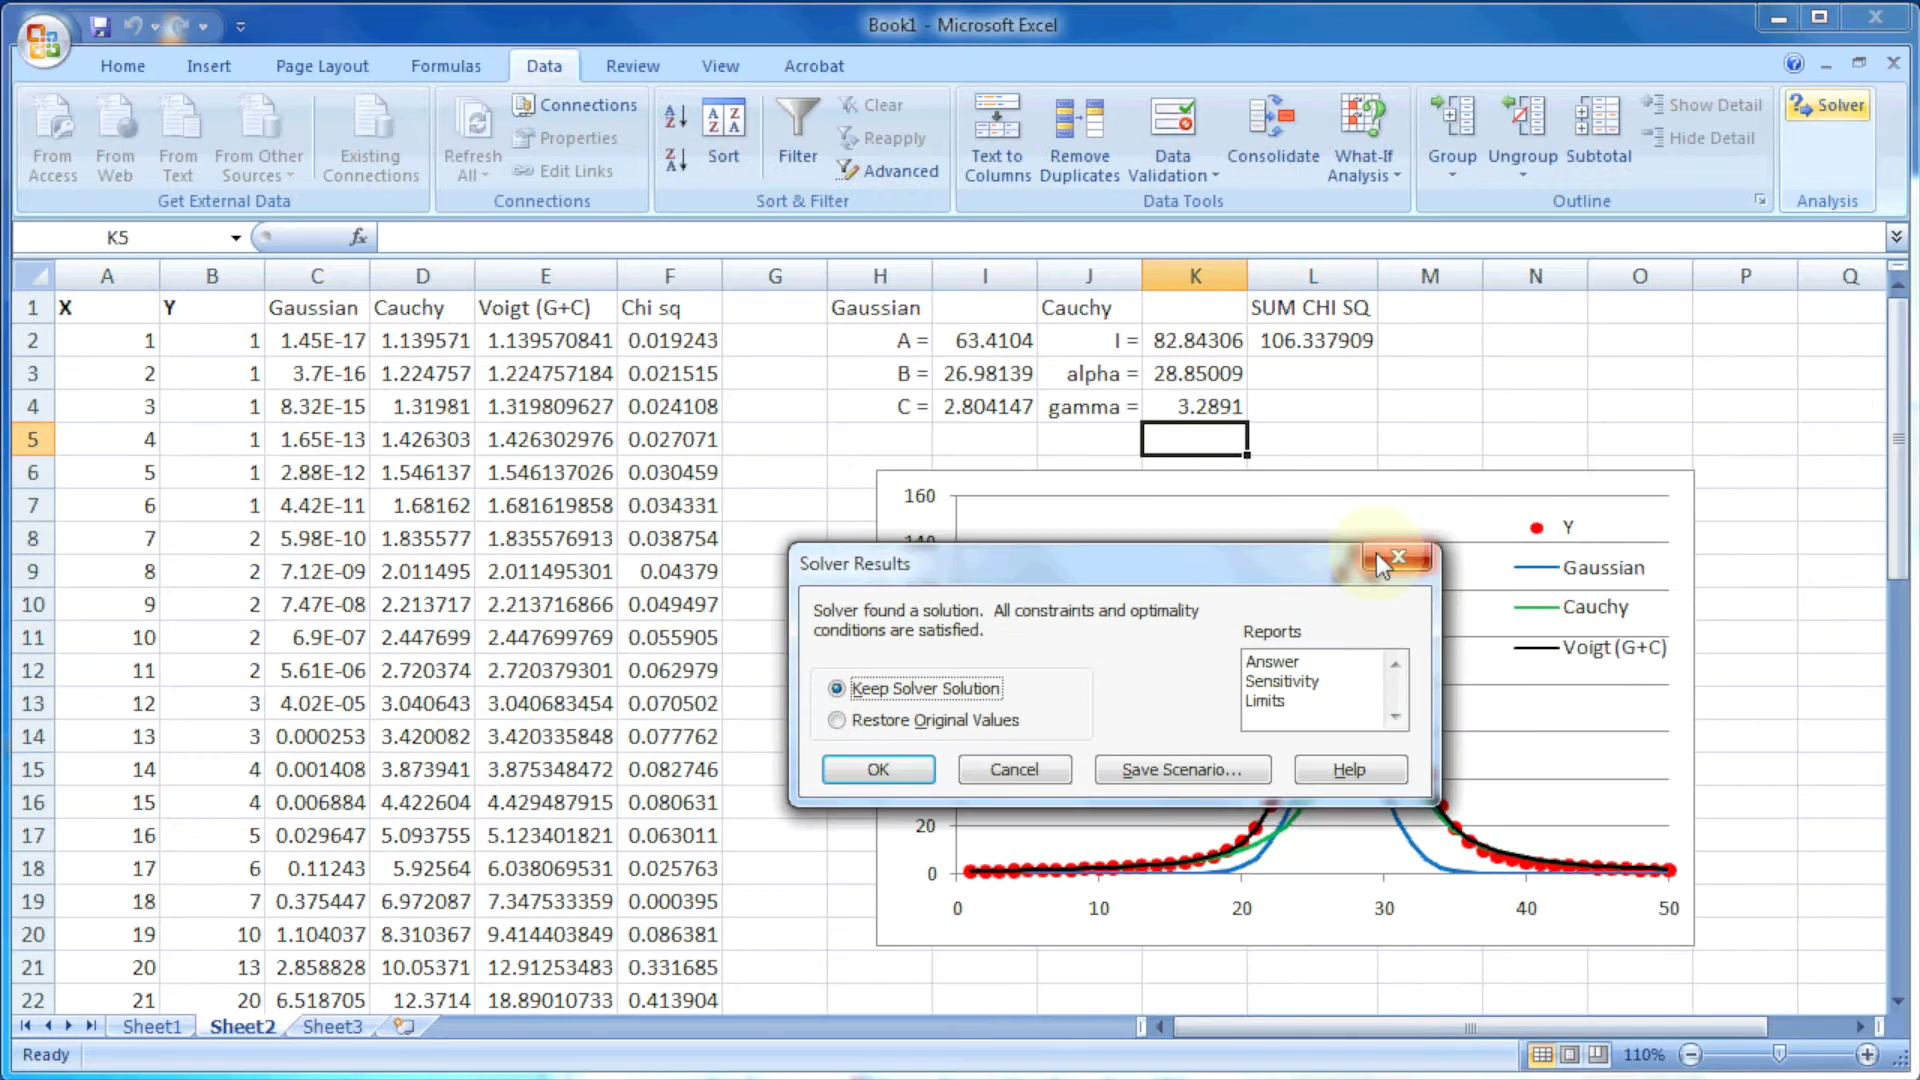 Book1 - Microsoft Excel
Home Insert Page Layout Formulas Data Review View Acrobat
From Access
From Web
From Text
From Other Sources
Existing Connections
Get External Data
Refresh All
Connections
Properties
Edit Links
Connections
Sort
Filter
Clear
Reapply
Advanced
Sort & Filter
Text to Columns
Remove Duplicates
Data Validation
Consolidate
What-If Analysis
Data Tools
Group
Ungroup
Subtotal
Show Detail
Hide Detail
Outline
Solver
Analysis
K5 fx
A B C D E F G H I J K L M N O P Q
1 X Y Gaussian Cauchy Voigt (G+C) Chi sq Gaussian Cauchy SUM CHI SQ
2 1 1 1.45E-17 1.139571 1.139570841 0.019243 A = 63.4104 I = 82.84306 106.337909
3 2 1 3.7E-16 1.224757 1.224757184 0.021515 B = 26.98139 alpha = 28.85009
4 3 1 8.32E-15 1.31981 1.319809627 0.024108 C = 2.804147 gamma = 3.2891
5 4 1 1.65E-13 1.426303 1.426302976 0.027071
6 5 1 2.88E-12 1.546137 1.546137026 0.030459
7 6 1 4.42E-11 1.68162 1.681619858 0.034331
8 7 2 5.98E-10 1.835577 1.835576913 0.038754
9 8 2 7.12E-09 2.011495 2.011495301 0.04379
10 9 2 7.47E-08 2.213717 2.213716866 0.049497
11 10 2 6.9E-07 2.447699 2.447699769 0.055905
12 11 2 5.61E-06 2.720374 2.720379301 0.062979
13 12 3 4.02E-05 3.040643 3.040683454 0.070502
14 13 3 0.000253 3.420082 3.420335848 0.077762
15 14 4 0.001408 3.873941 3.875348472 0.082746
16 15 4 0.006884 4.422604 4.429487915 0.080631
17 16 5 0.029647 5.093755 5.123401821 0.063011
18 17 6 0.11243 5.92564 6.038069531 0.025763
19 18 7 0.375447 6.972087 7.347533359 0.000395
20 19 10 1.104037 8.310367 9.414403849 0.086381
21 20 13 2.858828 10.05371 12.91253483 0.331685
22 21 20 6.518705 12.3714 18.89010733 0.413904
160
140
20
0
0 10 20 30 40 50
Y
Gaussian
Cauchy
Voigt (G+C)
Solver Results
Solver found a solution. All constraints and optimality
conditions are satisfied.
Reports
Answer
Sensitivity
Limits
Keep Solver Solution
Restore Original Values
OK Cancel Save Scenario... Help
Sheet1 Sheet2 Sheet3
Ready 110%